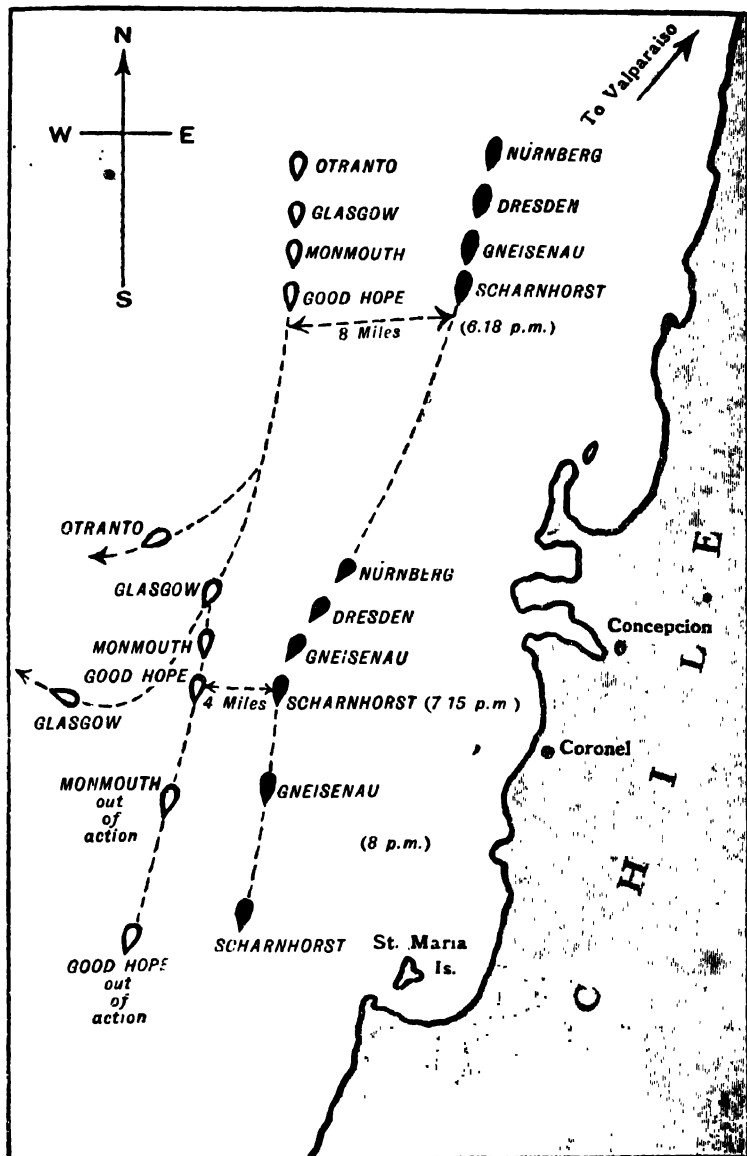 N
W E
S
To Valparaiso
OTRANTO
NÜRNBERG
GLASGOW
DRESDEN
MONMOUTH
GNEISENAU
GOOD HOPE
SCHARNHORST
8 Miles
(6.18 p.m.)
OTRANTO
NÜRNBERG
GLASGOW
DRESDEN
MONMOUTH
GNEISENAU
GOOD HOPE
4 Miles
SCHARNHORST (7 15 p.m)
GLASGOW
Concepcion
Coronel
MONMOUTH
out
of
action
GNEISENAU
(8 p.m.)
SCHARNHORST
St. Maria
Is.
GOOD HOPE
out
of
action
CHILE